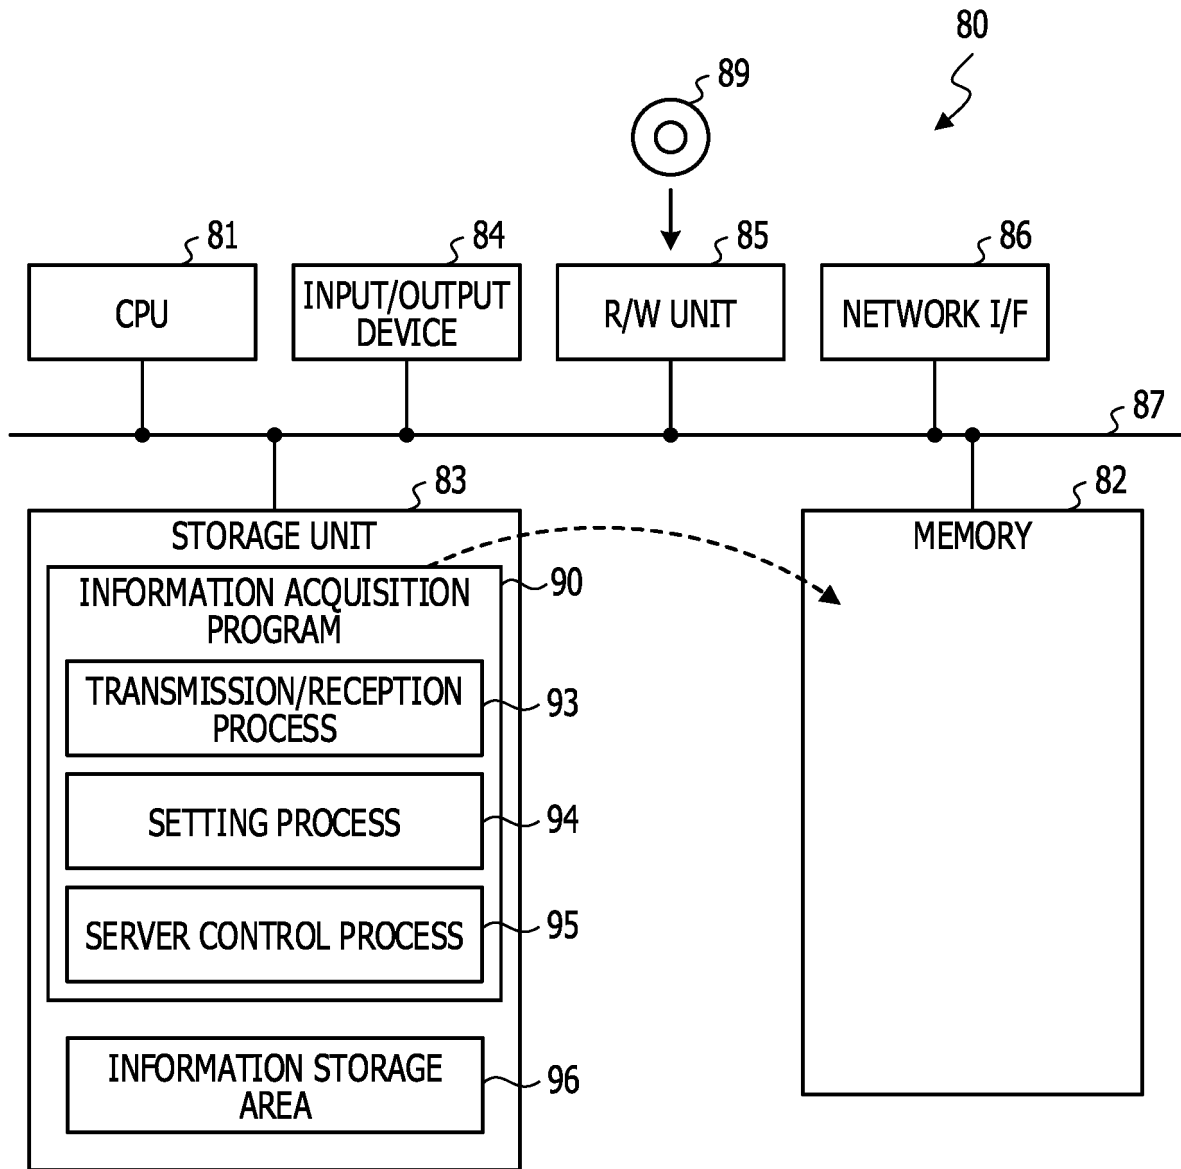 80
89
81
84
85
86
CPU
INPUT/OUTPUT
DEVICE
R/W UNIT
NETWORK I/F
87
83
82
STORAGE UNIT
MEMORY
90
INFORMATION ACQUISITION
PROGRAM
TRANSMISSION/RECEPTION
PROCESS
93
SETTING PROCESS
94
SERVER CONTROL PROCESS
95
INFORMATION STORAGE
AREA
96